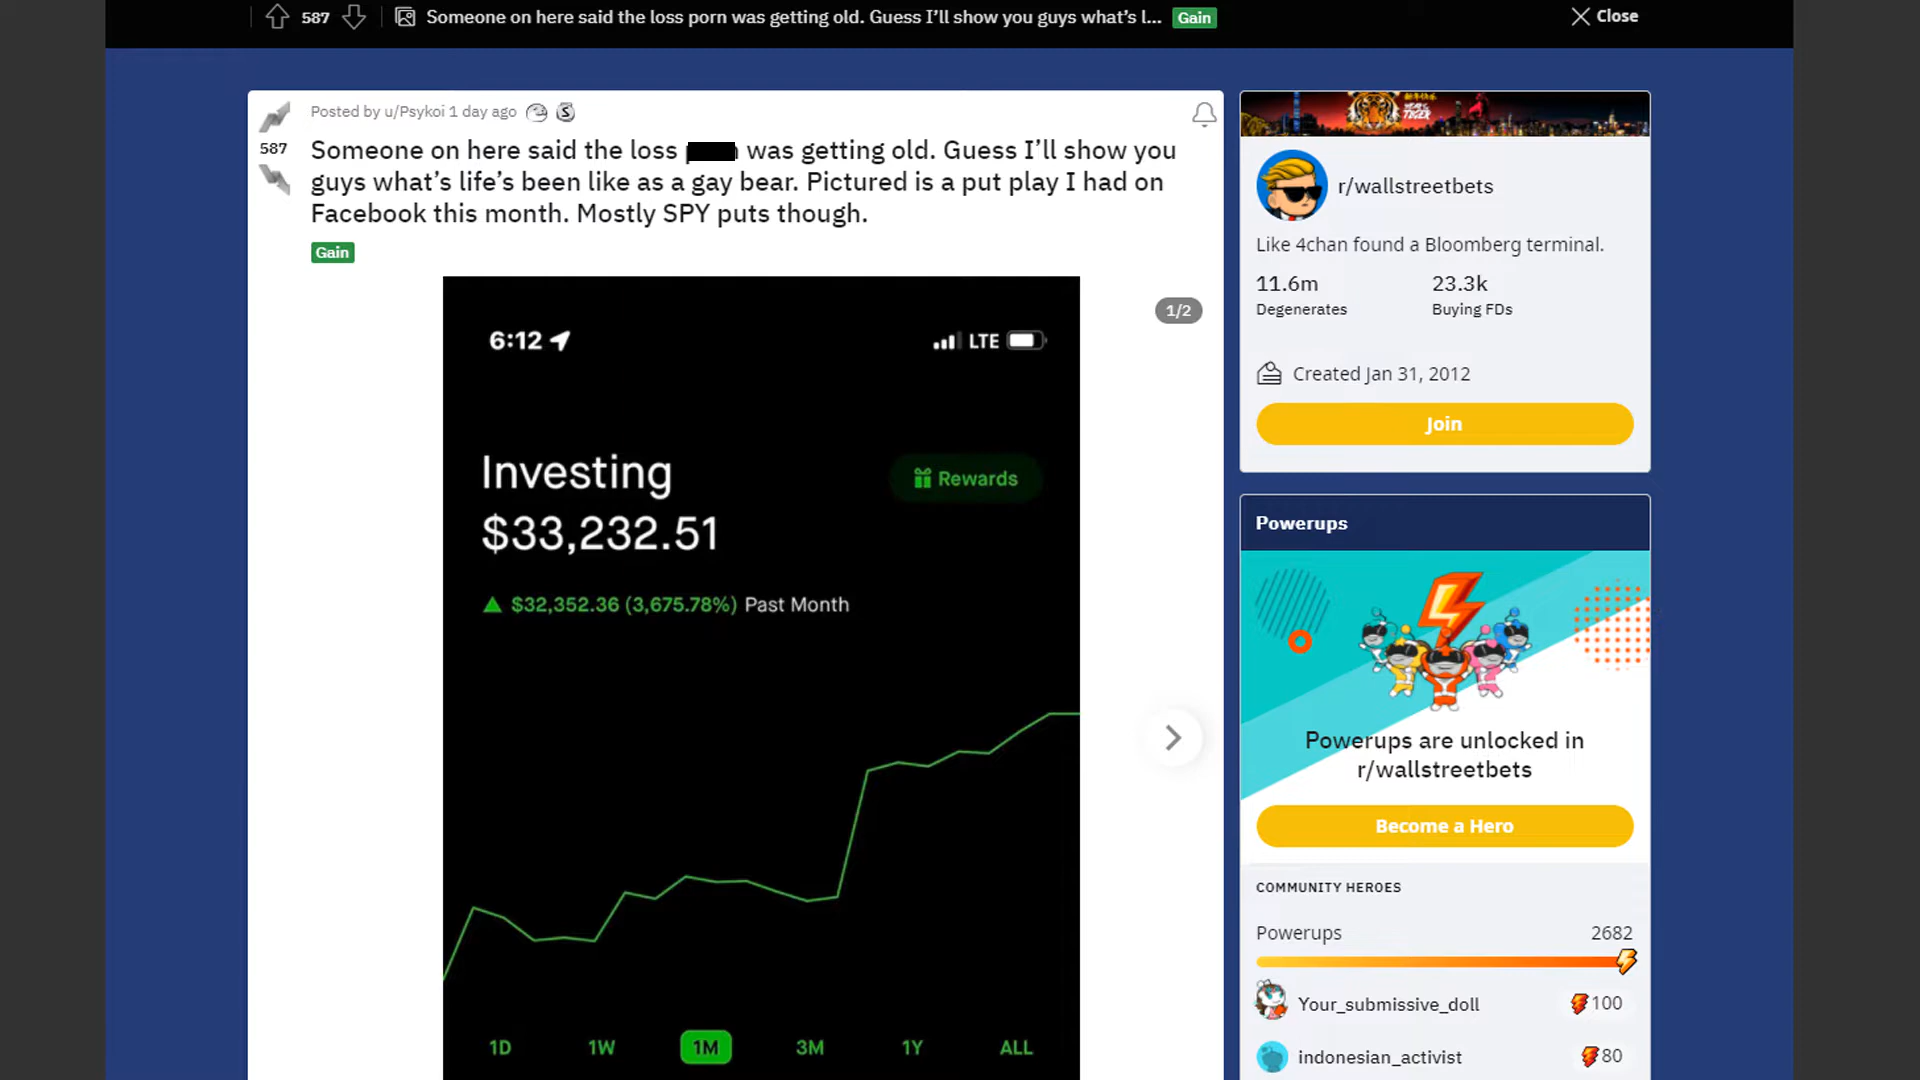 587 Someone on here said the loss porn was getting old. Guess I’ll show you guys what’s l... Gain Close
Posted by u/Psykoi 1 day ago
587
Someone on here said the loss was getting old. Guess I’ll show you
guys what’s life’s been like as a gay bear. Pictured is a put play I had on
Facebook this month. Mostly SPY puts though.
Gain
1/2
6:12 LTE
Investing
Rewards
$33,232.51
$32,352.36 (3,675.78%) Past Month
1D 1W 1M 3M 1Y ALL
r/wallstreetbets
Like 4chan found a Bloomberg terminal.
11.6m 23.3k
Degenerates Buying FDs
Created Jan 31, 2012
Join
Powerups
Powerups are unlocked in
r/wallstreetbets
Become a Hero
COMMUNITY HEROES
Powerups 2682
Your_submissive_doll 100
indonesian_activist 80